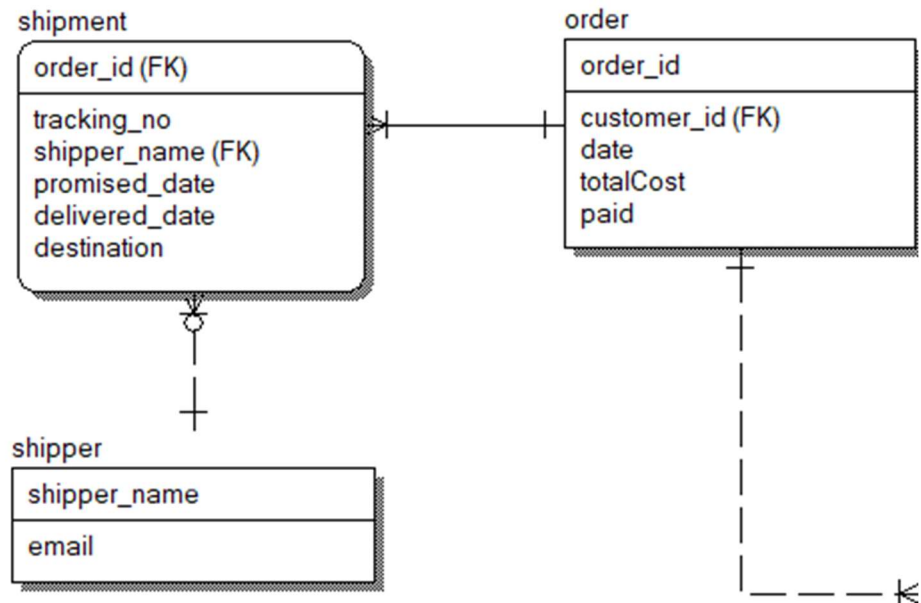 shipment
order_id (FK)
tracking_no
shipper_name (FK)
promised_date
delivered_date
destination
order
order_id
customer_id (FK)
date
totalCost
paid
shipper
shipper_name
email